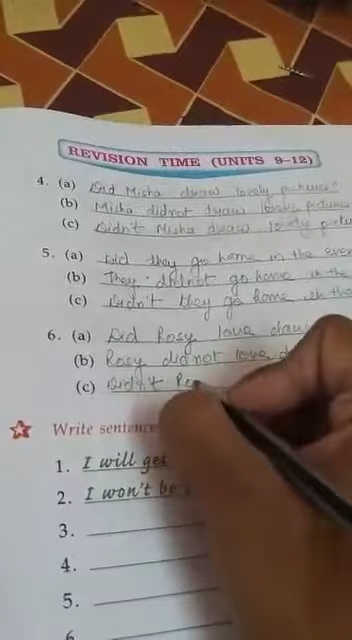 REVISION TIME (UNITS 9-12)
4. (a) Did Misha draw lovely pictures?
(b) Misha did not draw lovely pictures
(c) Didn't Misha draw lovely
5. (a) Did they go home in the
(b) They did not go home in the
(c) Didn't they go home in the
6. (a) Did Rosy love
(b) Rosy did not love
(c) Didn't
Write sentence
1. I will get
2. I won't be
3.
4.
5.
6